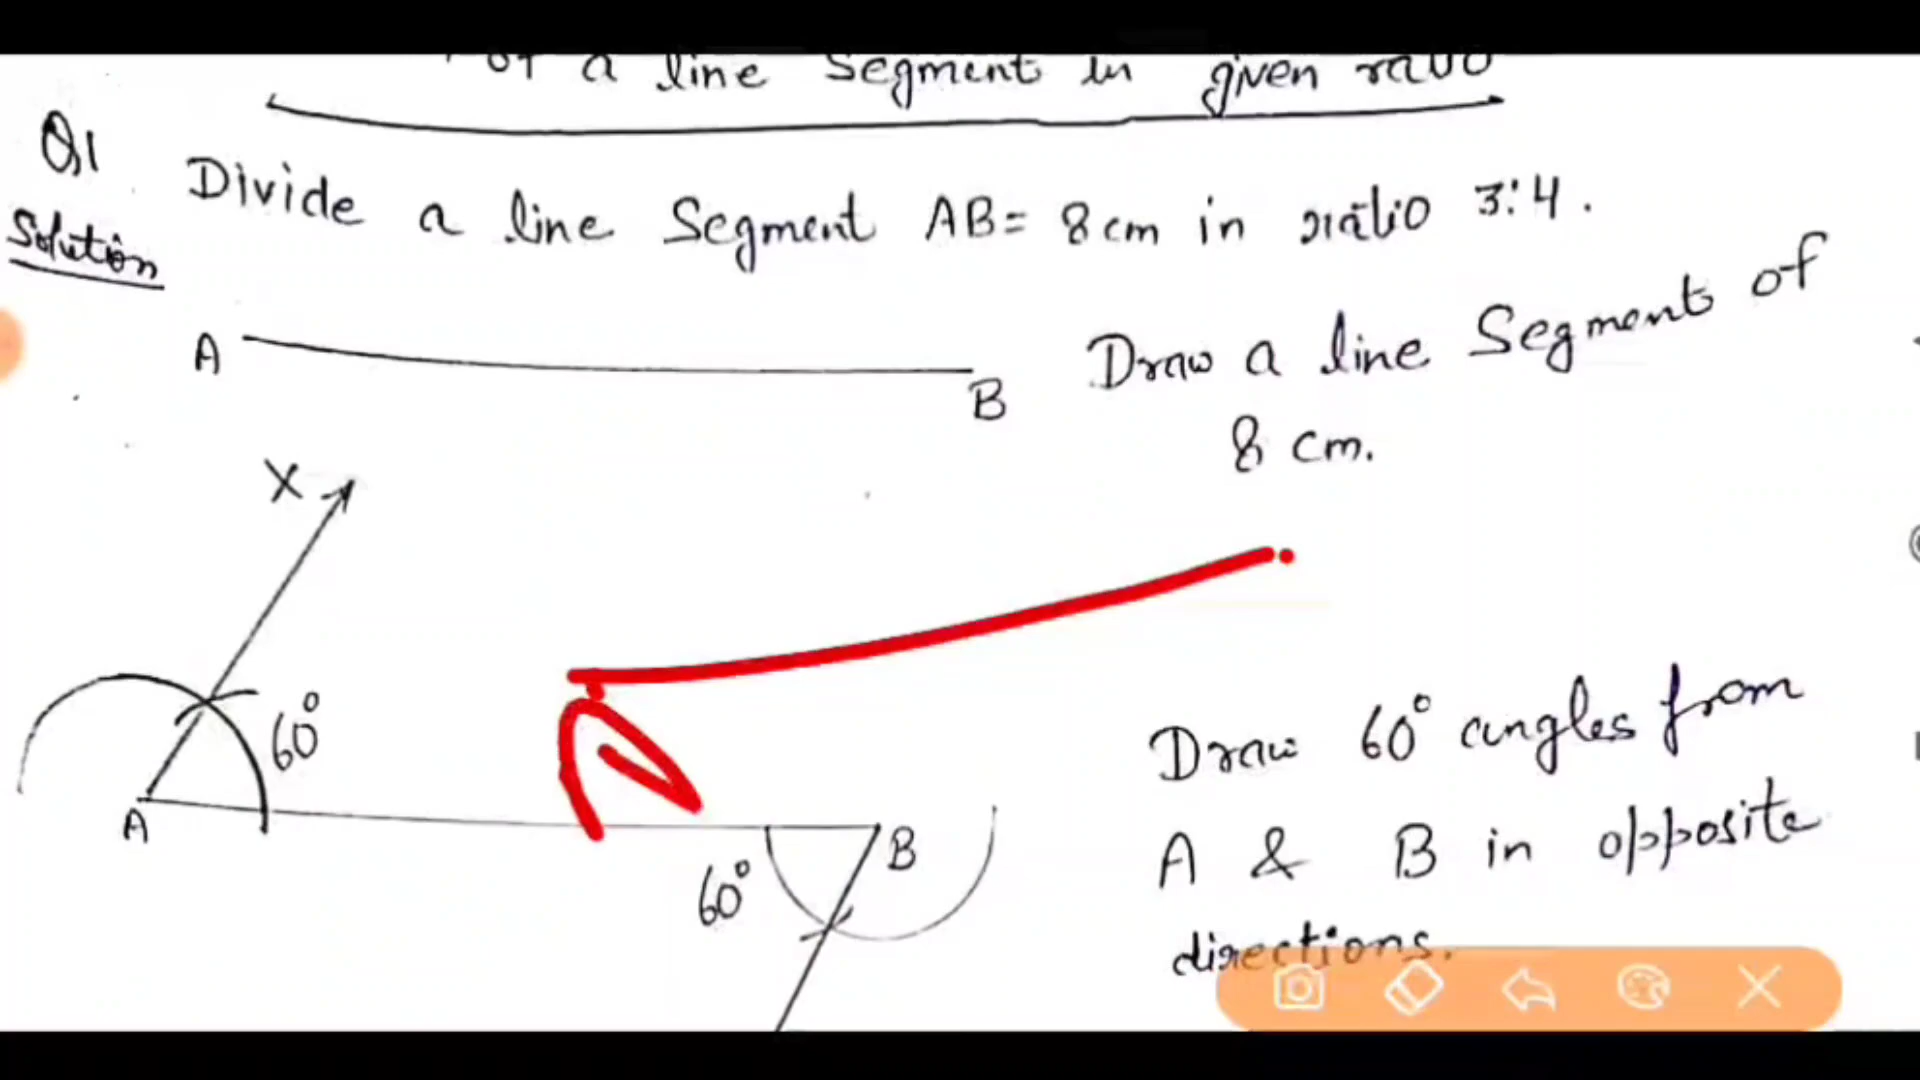 of a line segment in given ratio
Q1 Divide a line segment AB= 8cm in ratio 3:4.
Solution
A
B
Draw a line segment of
8 cm.
X
60°
A
B
60°
Draw 60° angles from
A & B in opposite
directions.